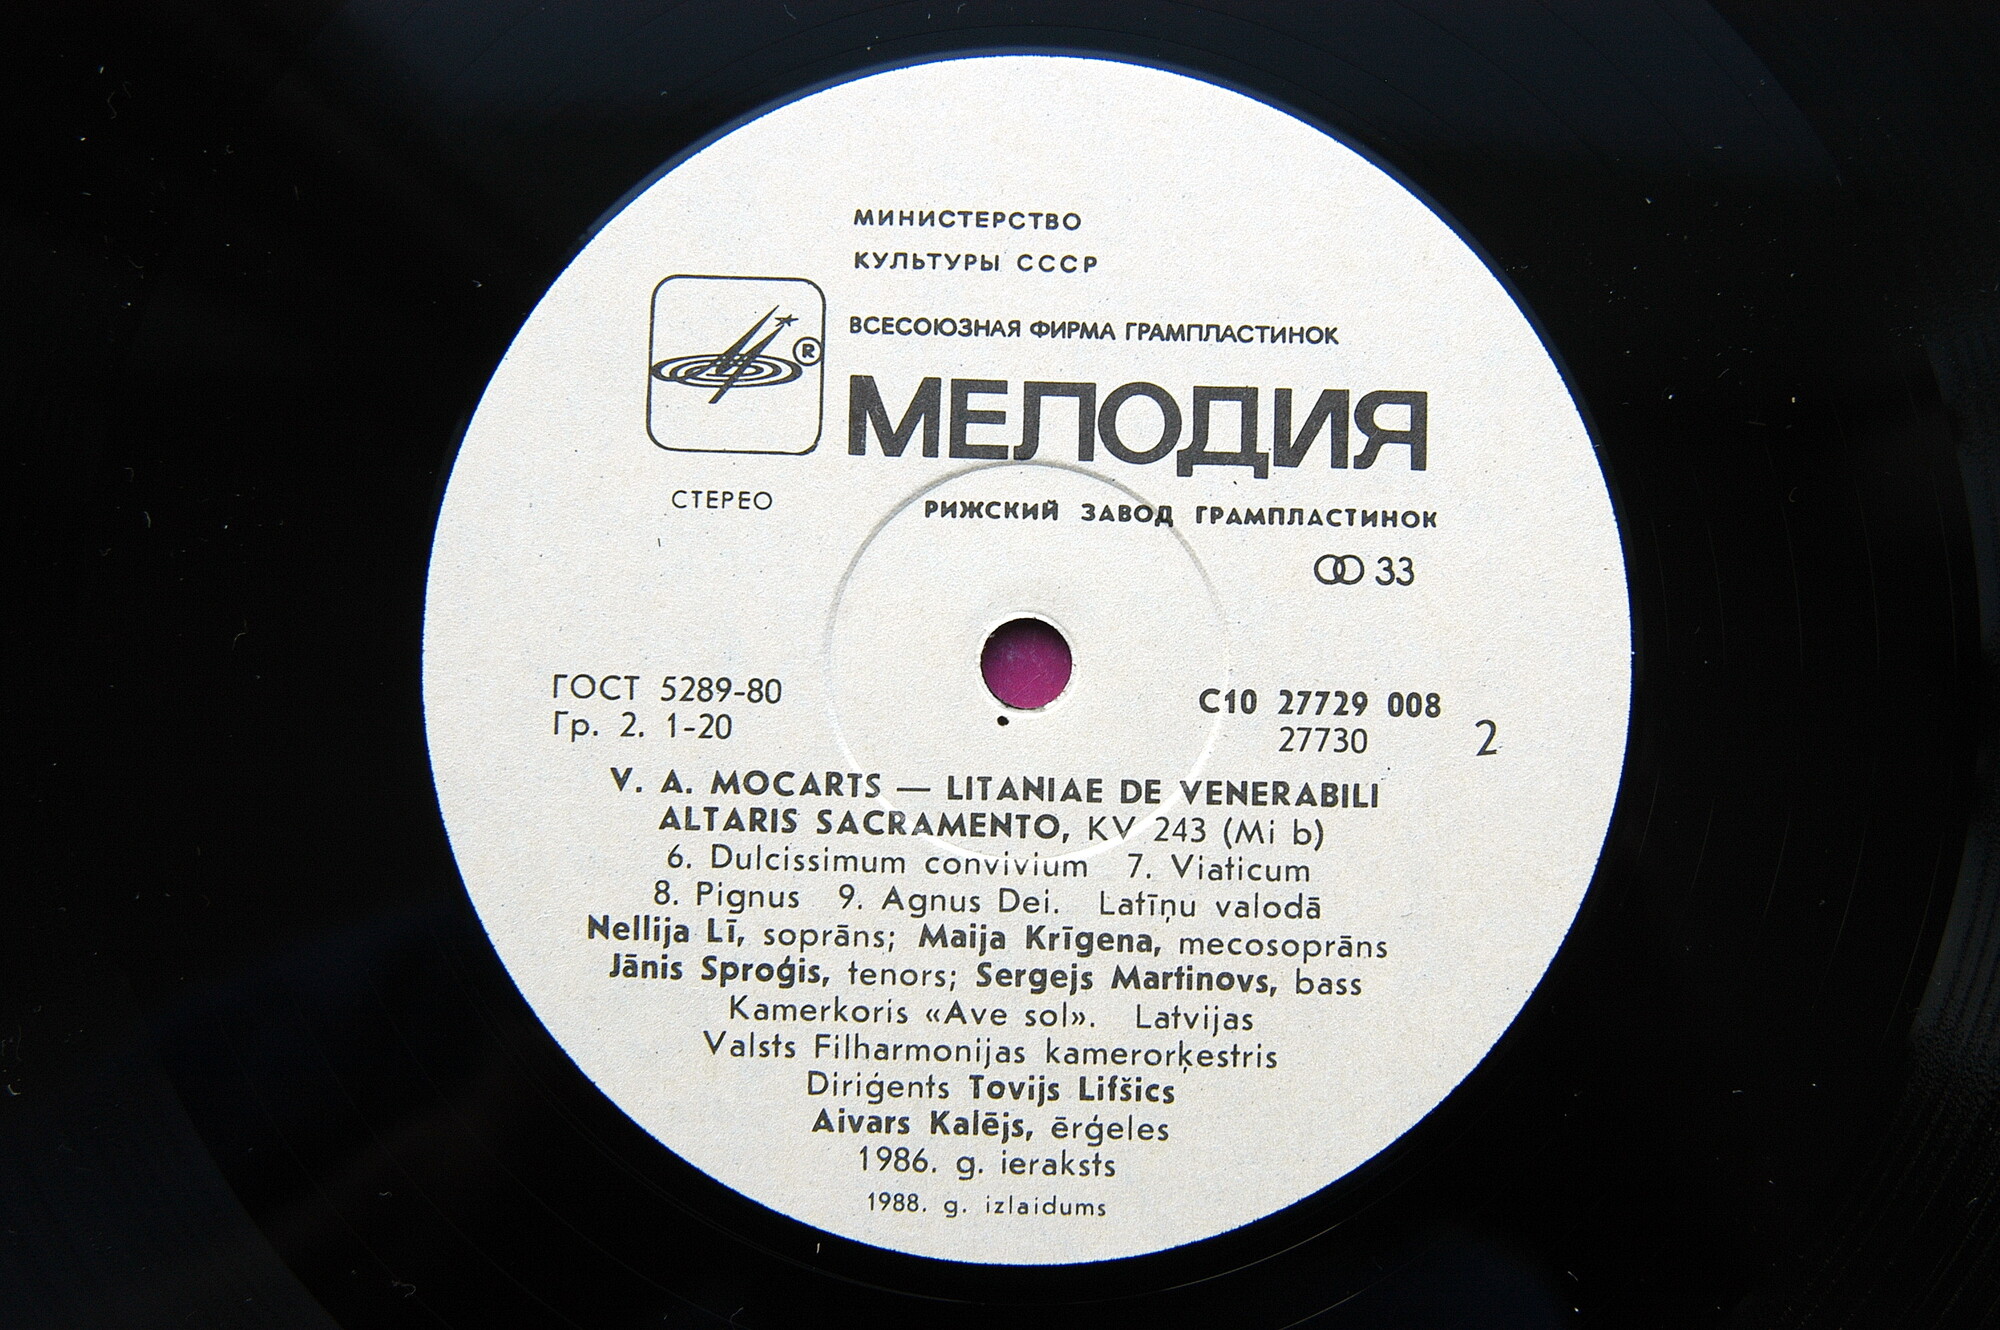 МИНИСТЕРСТВО
КУЛЬТУРЫ СССР
ВСЕСОЮЗНАЯ ФИРМА ГРАМПЛАСТИНОК
®
МЕЛОДИЯ
СТЕРЕО
РИЖСКИЙ ЗАВОД ГРАМПЛАСТИНОК
33
ГОСТ 5289-80
Гр. 2. 1-20
С10 27729 008
27730
2
V. A. MOCARTS — LITANIAE DE VENERABILI
ALTARIS SACRAMENTO, KV 243 (Mi b)
6. Dulcissimum convivium 7. Viaticum
8. Pignus 9. Agnus Dei. Latīņu valodā
Nellija Lī, soprāns; Maija Krīgena, mecosoprāns
Jānis Sproģis, tenors; Sergejs Martinovs, bass
Kamerkoris «Ave sol». Latvijas
Valsts Filharmonijas kamerorķestris
Diriģents Tovijs Lifšics
Aivars Kalējs, ērģeles
1986. g. ieraksts
1988. g. izlaidums